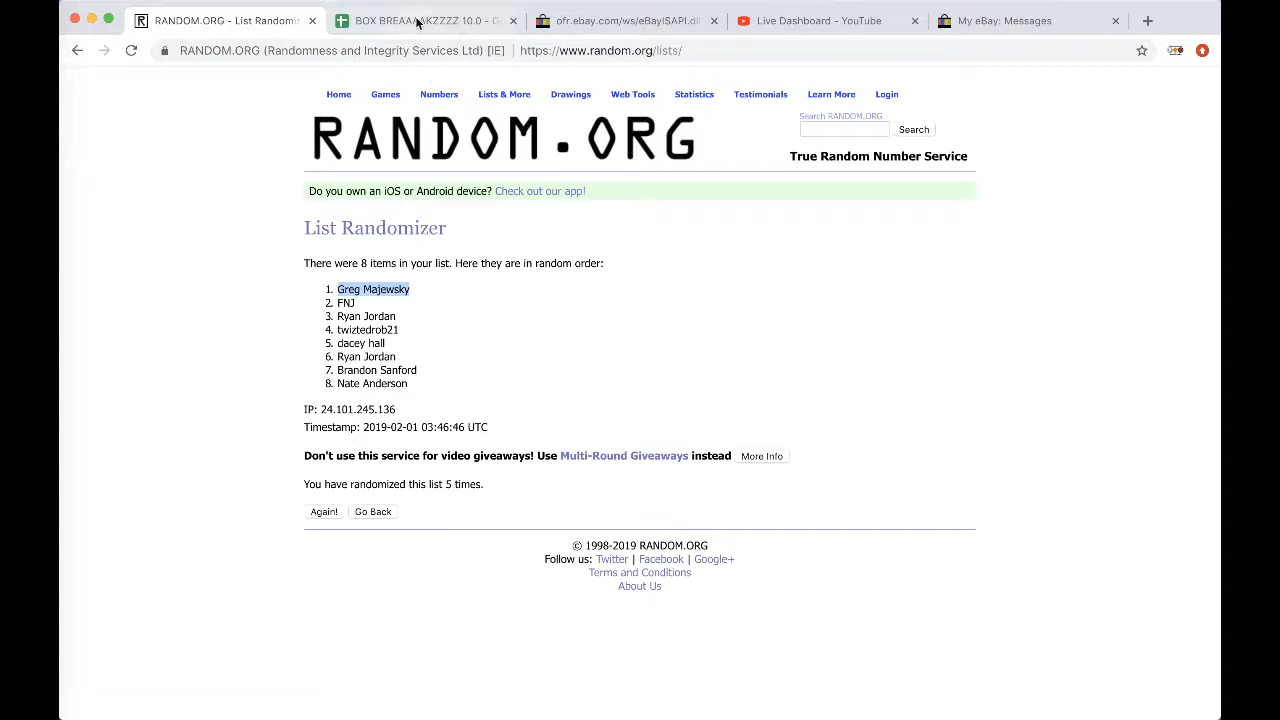 RANDOM.ORG - List Randomiz
BOX BREAAAKZZZZ 10.0 - G
ofr.ebay.com/ws/eBayISAPI.dll
Live Dashboard - YouTube
My eBay: Messages
RANDOM.ORG (Randomness and Integrity Services Ltd) [IE] https://www.random.org/lists/
Home Games Numbers Lists & More Drawings Web Tools Statistics Testimonials Learn More Login
RANDOM.ORG
Search RANDOM.ORG
Search
True Random Number Service
Do you own an iOS or Android device? Check out our app!
List Randomizer
There were 8 items in your list. Here they are in random order:
1. Greg Majewsky
2. FNJ
3. Ryan Jordan
4. twiztedrob21
5. dacey hall
6. Ryan Jordan
7. Brandon Sanford
8. Nate Anderson
IP: 24.101.245.136
Timestamp: 2019-02-01 03:46:46 UTC
Don't use this service for video giveaways! Use Multi-Round Giveaways instead More Info
You have randomized this list 5 times.
Again! Go Back
© 1998-2019 RANDOM.ORG
Follow us: Twitter | Facebook | Google+
Terms and Conditions
About Us